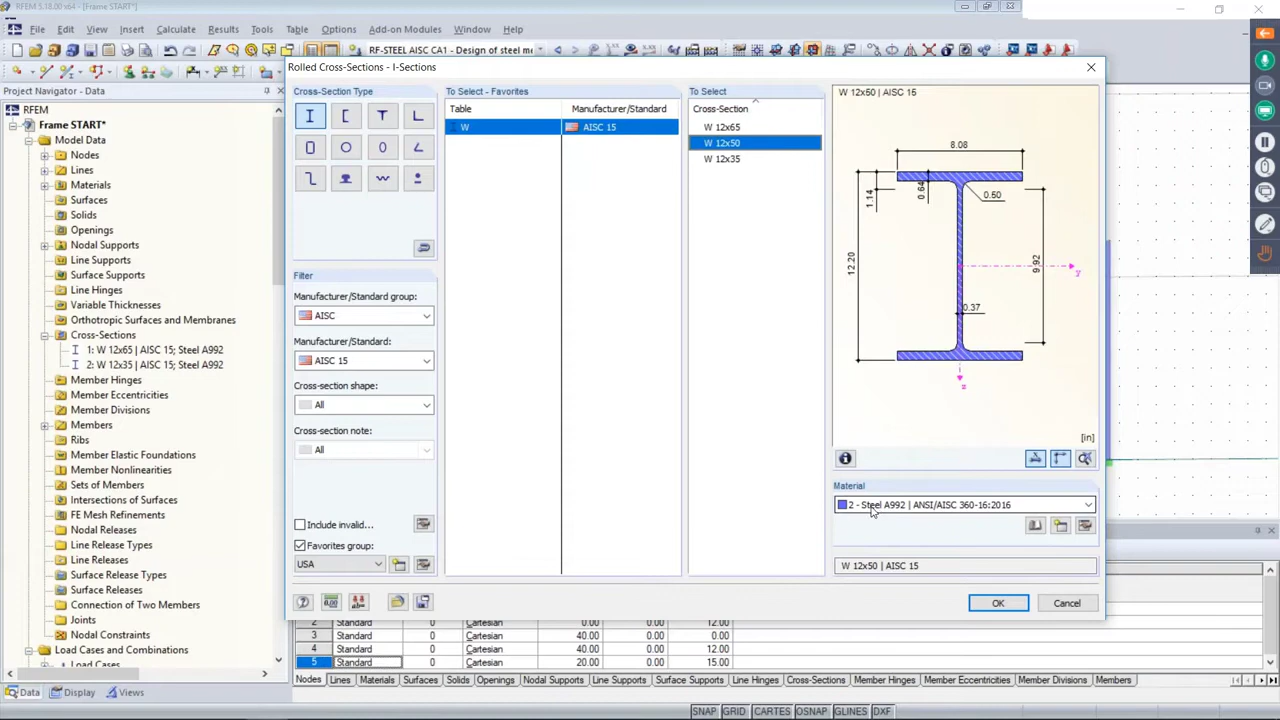 RFEM 5.18.00 x64 - [Frame START*]
File Edit View Insert Calculate Results Tools Table Options Add-on Modules Window Help
RF-STEEL AISC CA1 - Design of steel me
Project Navigator - Data
RFEM
Frame START*
Model Data
Nodes
Lines
Materials
Surfaces
Solids
Openings
Nodal Supports
Line Supports
Surface Supports
Line Hinges
Variable Thicknesses
Orthotropic Surfaces and Membranes
Cross-Sections
1: W 12x65 | AISC 15; Steel A992
2: W 12x35 | AISC 15; Steel A992
Member Hinges
Member Eccentricities
Member Divisions
Members
Ribs
Member Elastic Foundations
Member Nonlinearities
Sets of Members
Intersections of Surfaces
FE Mesh Refinements
Nodal Releases
Line Release Types
Line Releases
Surface Release Types
Surface Releases
Connection of Two Members
Joints
Nodal Constraints
Load Cases and Combinations
Load Cases
Data Display Views
Rolled Cross-Sections - I-Sections
Cross-Section Type
Filter
Manufacturer/Standard group:
AISC
Manufacturer/Standard:
AISC 15
Cross-section shape:
All
Cross-section note:
All
Include invalid...
Favorites group:
USA
To Select - Favorites
Table Manufacturer/Standard
W AISC 15
To Select
Cross-Section
W 12x65
W 12x50
W 12x35
W 12x50 | AISC 15
8.08
1.14
0.64
0.50
12.20
9.92
y
0.37
z
[in]
Material
2 - Steel A992 | ANSI/AISC 360-16:2016
W 12x50 | AISC 15
OK Cancel
2 Standard 0 Cartesian 0.00 0.00 12.00
3 Standard 0 Cartesian 40.00 0.00 0.00
4 Standard 0 Cartesian 40.00 0.00 12.00
5 Standard 0 Cartesian 20.00 0.00 15.00
Nodes Lines Materials Surfaces Solids Openings Nodal Supports Line Supports Surface Supports Line Hinges Cross-Sections Member Hinges Member Eccentricities Member Divisions Members
SNAP GRID CARTES OSNAP GLINES DXF